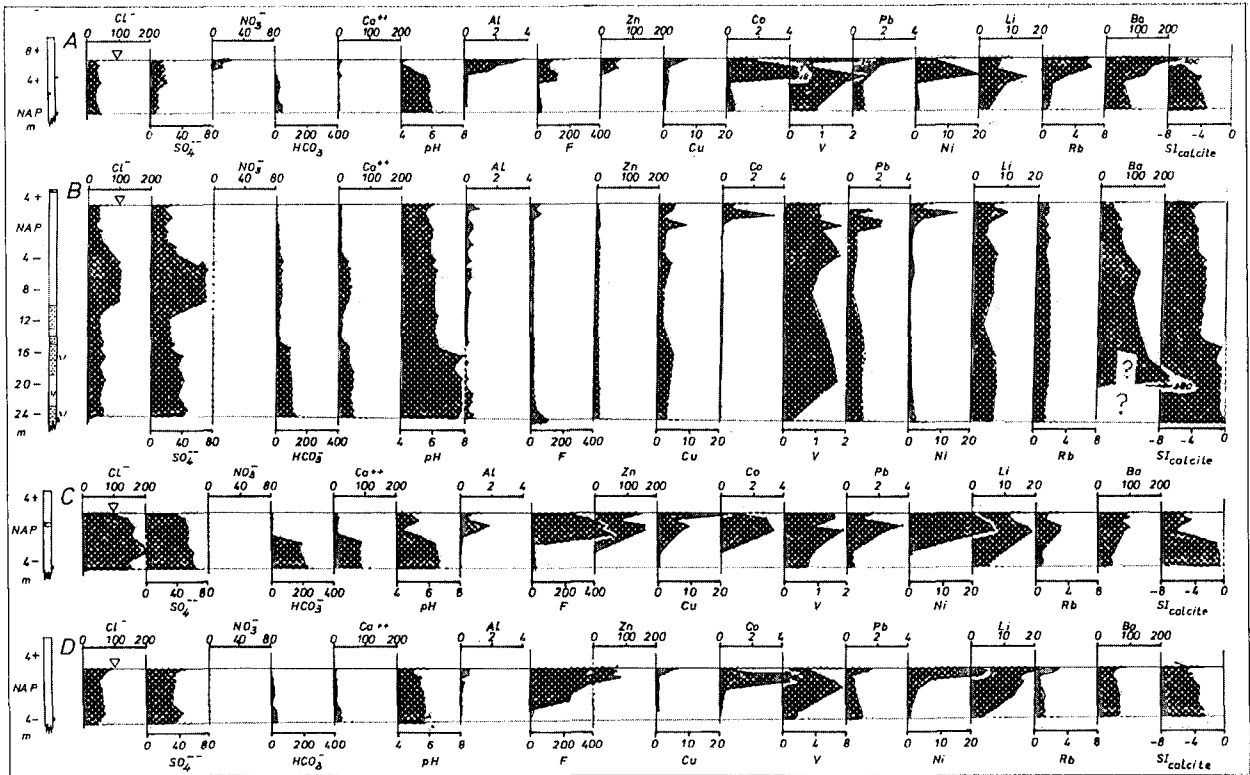 Cl⁻ NO₃⁻ Ca⁺⁺ Al Zn Co Pb Li Ba
0 100 200 0 40 80 0 100 200 0 2 4 0 100 200 0 2 4 0 2 4 0 10 20 0 100 200
A
8+
4+
NAP
m
soc
0 40 80 0 200 400 4 6 8 0 200 400 0 10 20 0 1 2 0 10 20 0 4 8 -8 -4 0
SO₄⁻⁻ HCO₃ pH F Cu V Ni Rb SI calcite
Cl⁻ NO₃⁻ Ca⁺⁺ Al Zn Co Pb Li Ba
0 100 200 0 40 80 0 100 200 0 2 4 0 100 200 0 2 4 0 2 4 0 10 20 0 100 200
B
4+
NAP
4-
8-
12-
16-
20-
24-
m
?
?
0 40 80 0 200 400 4 6 8 0 200 400 0 10 20 0 1 2 0 10 20 0 4 8 -8 -4 0
SO₄⁻⁻ HCO₃⁻ pH F Cu V Ni Rb SI calcite
Cl⁻ NO₃⁻ Ca⁺⁺ Al Zn Co Pb Li Ba
0 100 200 0 40 80 0 100 200 0 2 4 0 100 200 0 2 4 0 2 4 0 10 20 0 100 200
C
4+
NAP
4-
m
0 40 80 0 200 400 4 6 8 0 200 400 0 10 20 0 1 2 0 10 20 0 4 8 -8 -4 0
SO₄⁻⁻ HCO₃⁻ pH F Cu V Ni Rb SI calcite
Cl⁻ NO₃⁻ Ca⁺⁺ Al Zn Co Pb Li Ba
0 100 200 0 40 80 0 100 200 0 2 4 0 100 200 0 2 4 0 2 4 0 10 20 0 100 200
D
4+
NAP
4-
m
0 40 80 0 200 400 4 6 8 0 200 400 0 10 20 0 4 8 0 10 20 0 4 8 -8 -4 0
SO₄⁻⁻ HCO₃⁻ pH F Cu V Ni Rb SI calcite